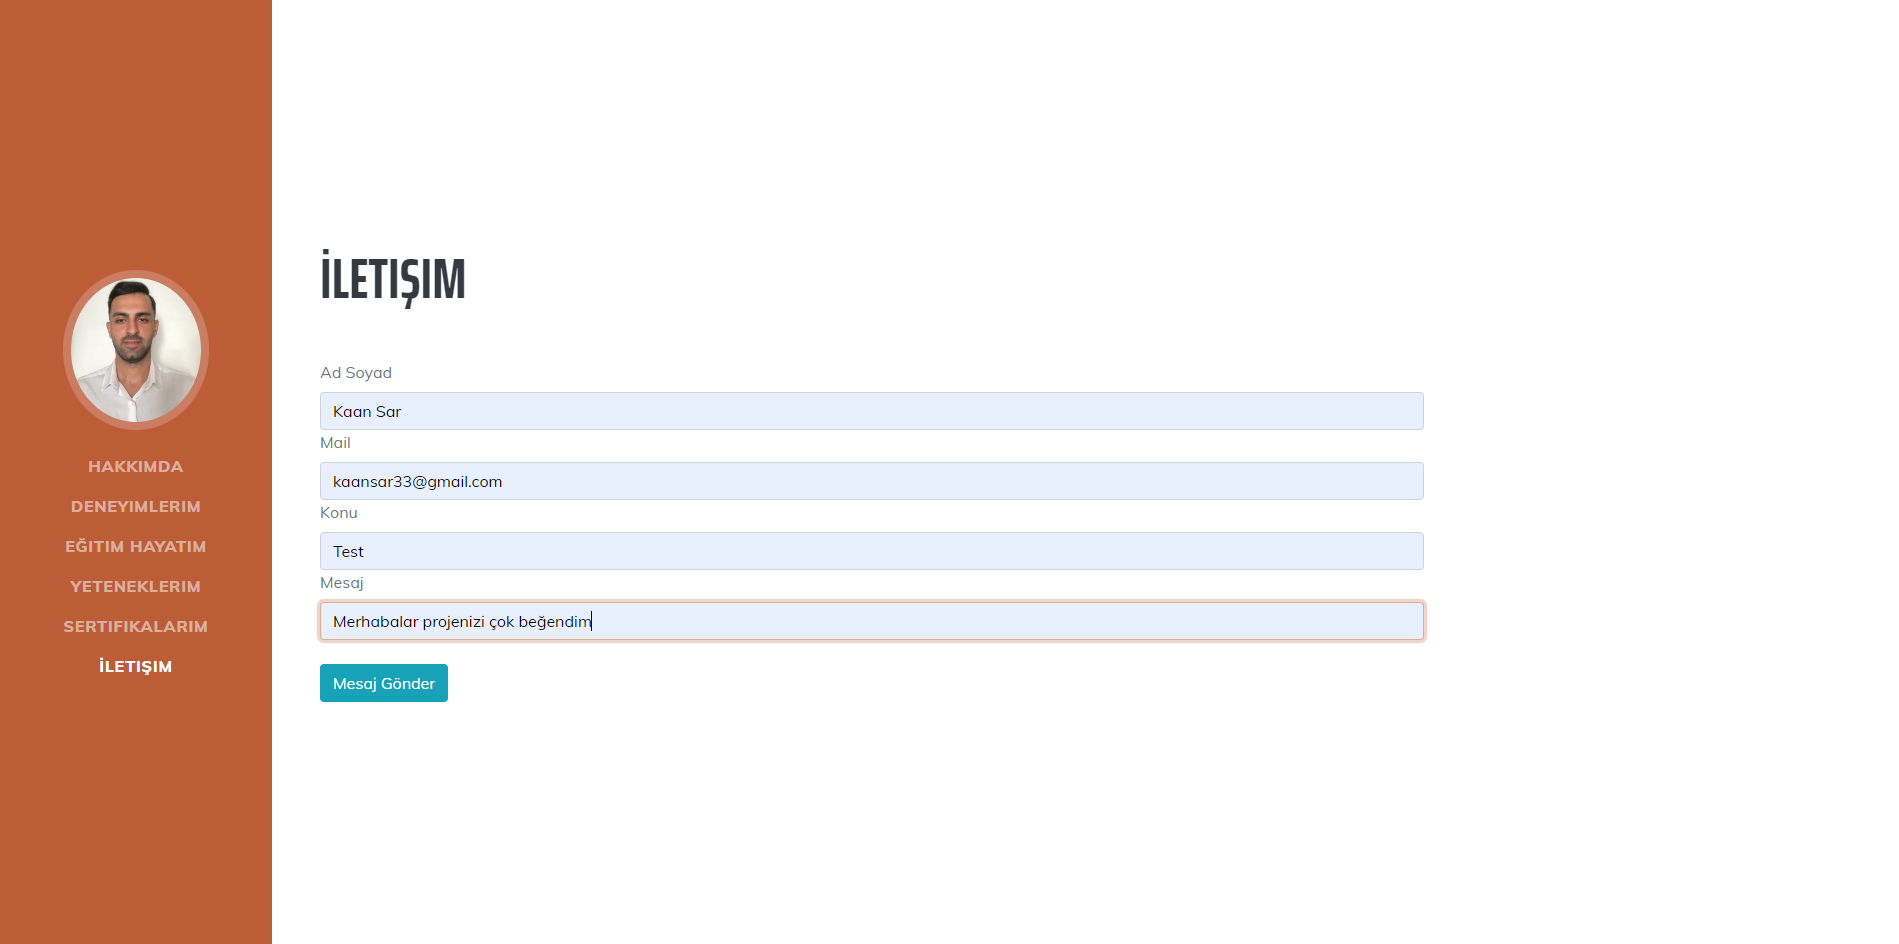 HAKKIMDA
DENEYIMLERIM
EĞITIM HAYATIM
YETENEKLERIM
SERTIFIKALARIM
İLETIŞIM
İLETIŞIM
Ad Soyad
Kaan Sar
Mail
kaansar33@gmail.com
Konu
Test
Mesaj
Merhabalar projenizi çok beğendim
Mesaj Gönder